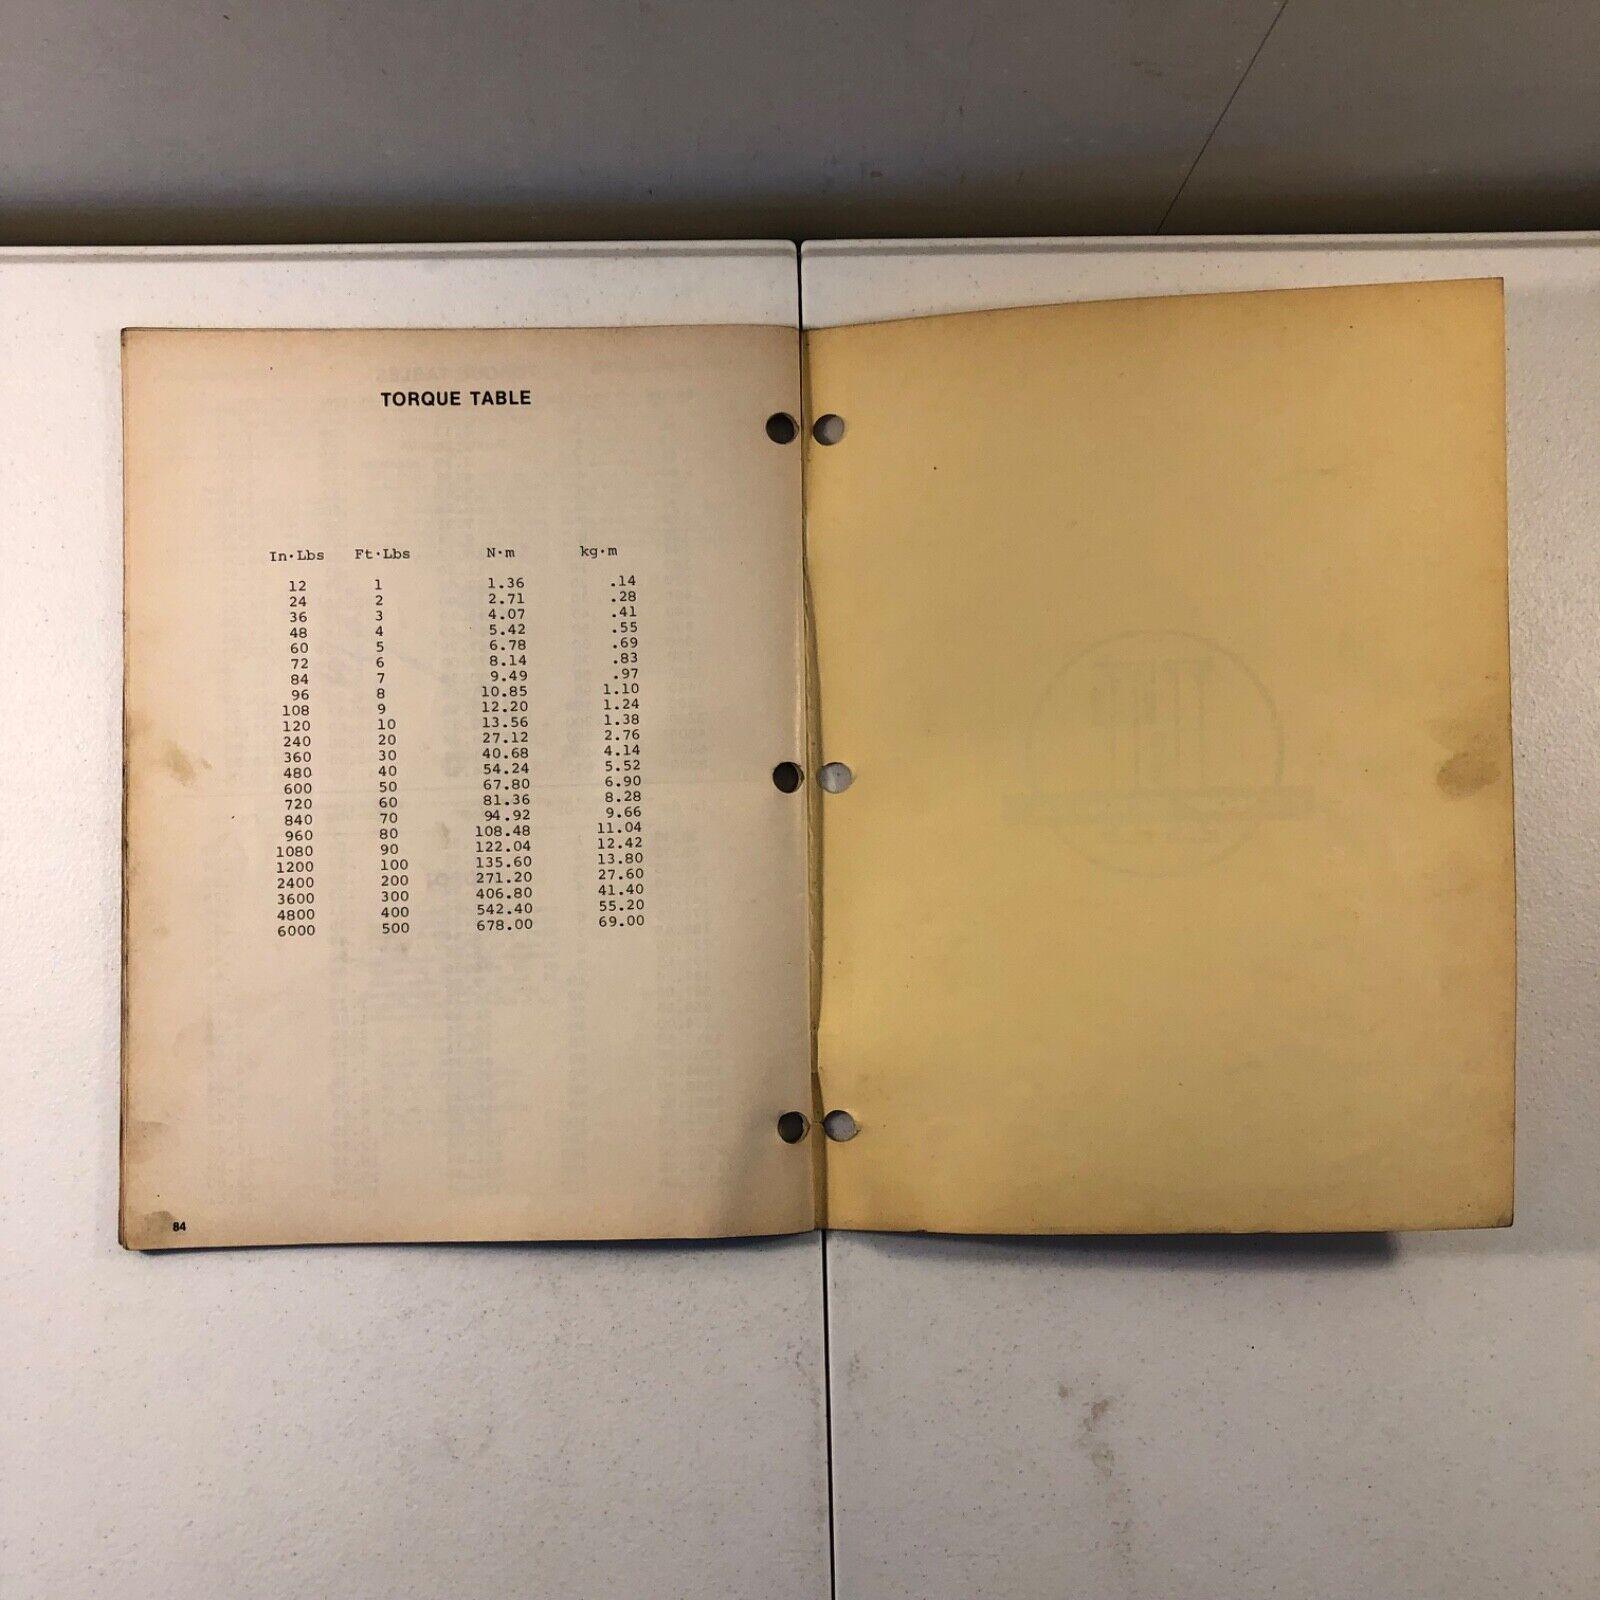 TORQUE TABLE
In·Lbs Ft·Lbs N·m kg·m
12 1 1.36 .14
24 2 2.71 .28
36 3 4.07 .41
48 4 5.42 .55
60 5 6.78 .69
72 6 8.14 .83
84 7 9.49 .97
96 8 10.85 1.10
108 9 12.20 1.24
120 10 13.56 1.38
240 20 27.12 2.76
360 30 40.68 4.14
480 40 54.24 5.52
600 50 67.80 6.90
720 60 81.36 8.28
840 70 94.92 9.66
960 80 108.48 11.04
1080 90 122.04 12.42
1200 100 135.60 13.80
2400 200 271.20 27.60
3600 300 406.80 41.40
4800 400 542.40 55.20
6000 500 678.00 69.00
84